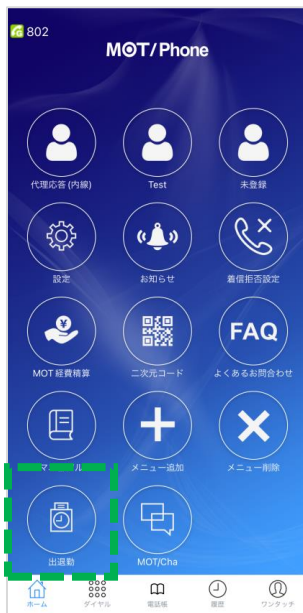 802
MOT/Phone
代理応答(内線) Test 未登録
設定 お知らせ 着信拒否設定
¥ FAQ
MOT 経費精算 二次元コード よくあるお問合わせ
メニュー追加 メニュー削除
出退勤 MOT/Cha
ホーム ダイヤル 電話帳 履歴 ワンタッチ